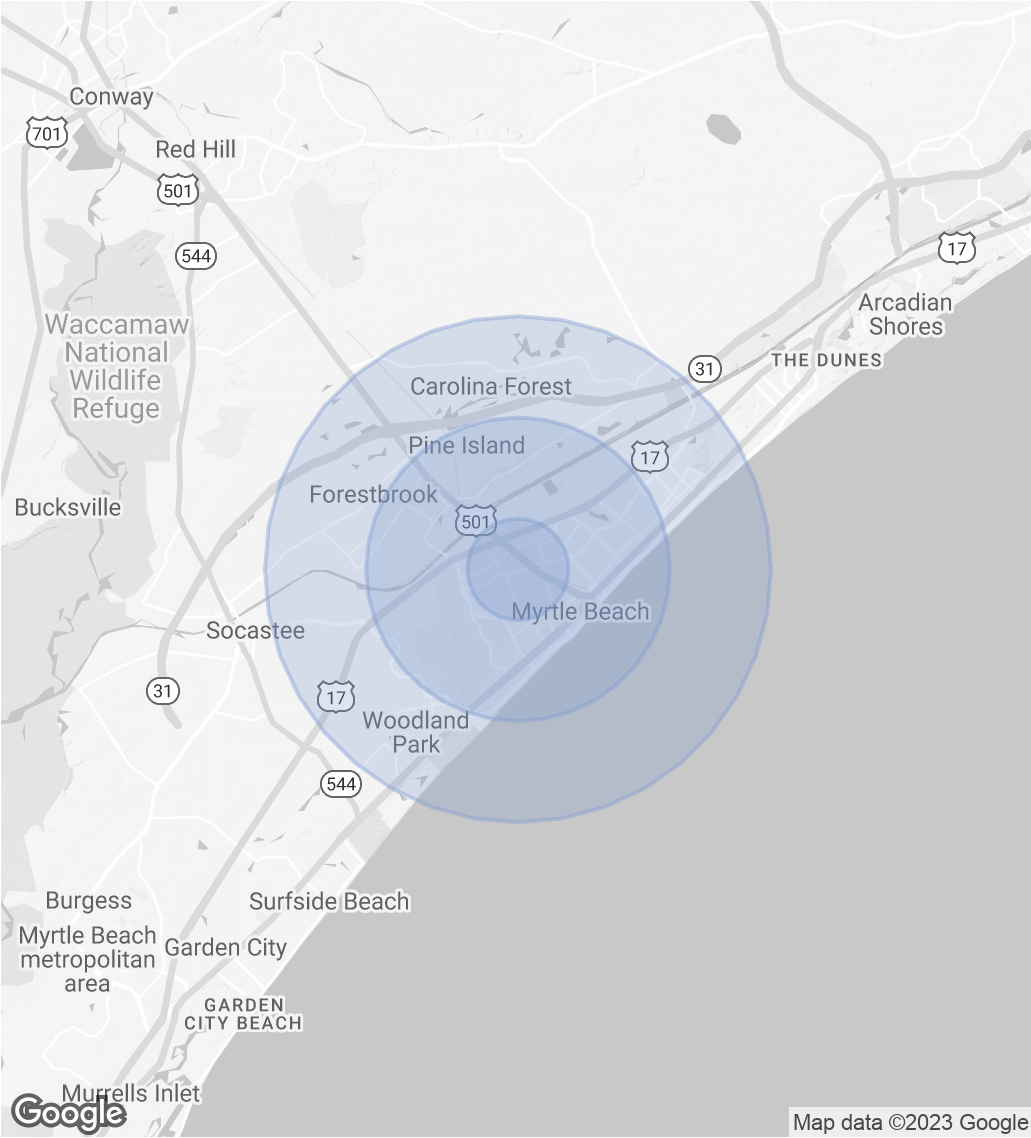 Conway
701
Red Hill
501
544
17
Waccamaw
National
Wildlife
Refuge
Arcadian
Shores
THE DUNES
31
Carolina Forest
Pine Island
17
Forestbrook
Bucksville
501
Myrtle Beach
Socastee
31
17
Woodland
Park
544
Burgess
Surfside Beach
Myrtle Beach
metropolitan
area
Garden City
GARDEN
CITY BEACH
Murrells Inlet
Google
Map data ©2023 Google